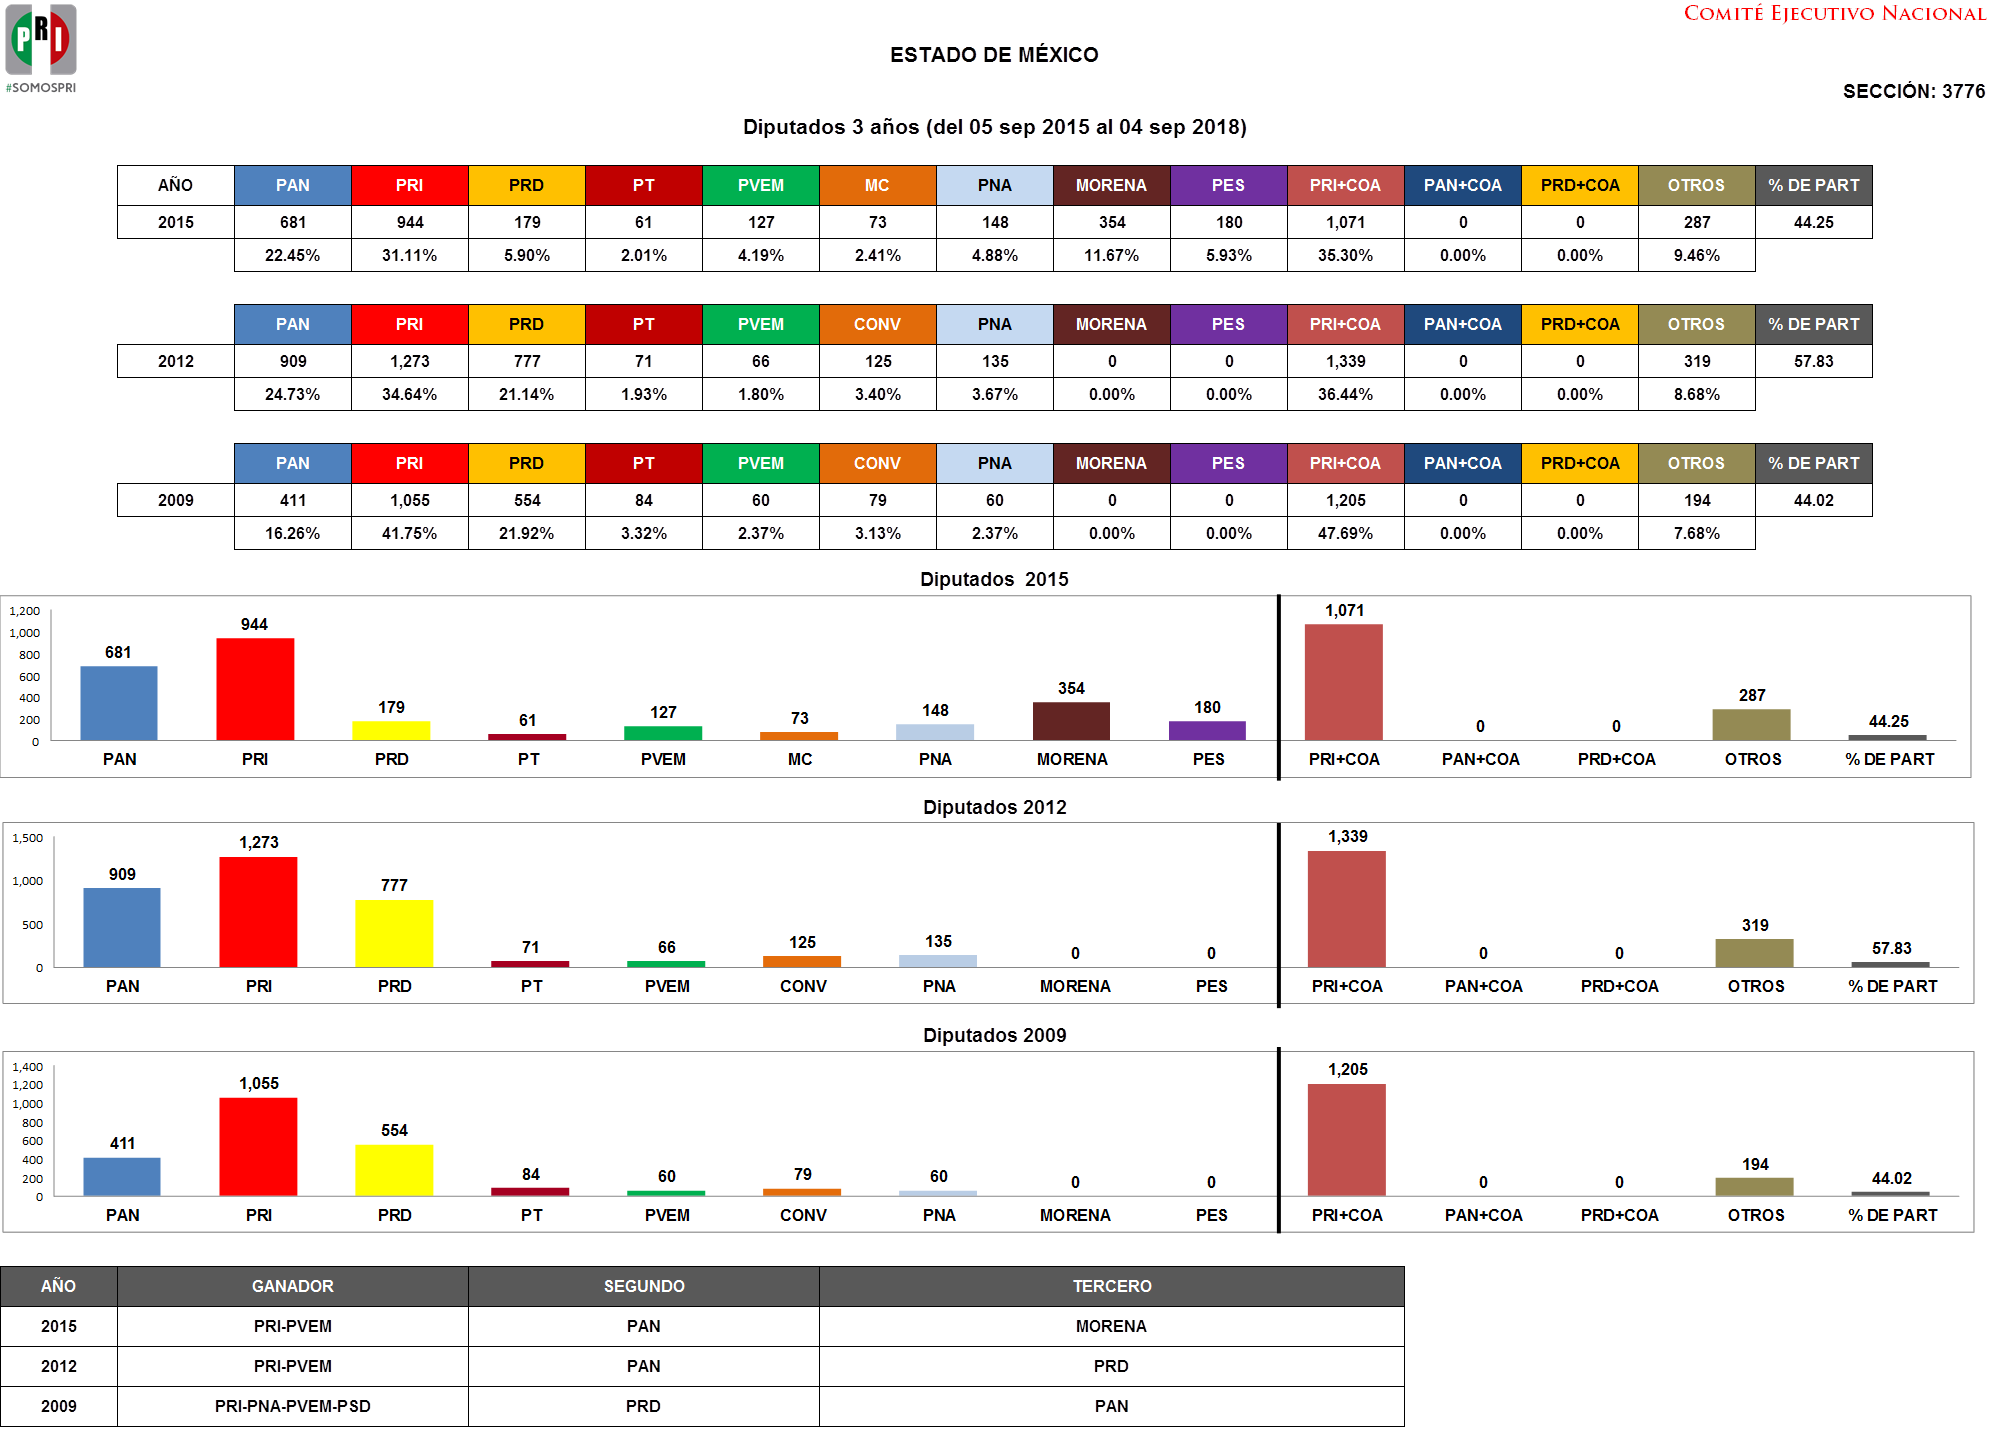 PRI
#SOMOSPRI
COMITÉ EJECUTIVO NACIONAL
ESTADO DE MÉXICO
SECCIÓN: 3776
Diputados 3 años (del 05 sep 2015 al 04 sep 2018)
AÑO PAN PRI PRD PT PVEM MC PNA MORENA PES PRI+COA PAN+COA PRD+COA OTROS % DE PART
2015 681 944 179 61 127 73 148 354 180 1,071 0 0 287 44.25
22.45% 31.11% 5.90% 2.01% 4.19% 2.41% 4.88% 11.67% 5.93% 35.30% 0.00% 0.00% 9.46%
PAN PRI PRD PT PVEM CONV PNA MORENA PES PRI+COA PAN+COA PRD+COA OTROS % DE PART
2012 909 1,273 777 71 66 125 135 0 0 1,339 0 0 319 57.83
24.73% 34.64% 21.14% 1.93% 1.80% 3.40% 3.67% 0.00% 0.00% 36.44% 0.00% 0.00% 8.68%
PAN PRI PRD PT PVEM CONV PNA MORENA PES PRI+COA PAN+COA PRD+COA OTROS % DE PART
2009 411 1,055 554 84 60 79 60 0 0 1,205 0 0 194 44.02
16.26% 41.75% 21.92% 3.32% 2.37% 3.13% 2.37% 0.00% 0.00% 47.69% 0.00% 0.00% 7.68%
Diputados 2015
1,200
1,000
800
600
400
200
0
681 944 179 61 127 73 148 354 180 1,071 0 0 287 44.25
PAN PRI PRD PT PVEM MC PNA MORENA PES PRI+COA PAN+COA PRD+COA OTROS % DE PART
Diputados 2012
1,500
1,000
500
0
909 1,273 777 71 66 125 135 0 0 1,339 0 0 319 57.83
PAN PRI PRD PT PVEM CONV PNA MORENA PES PRI+COA PAN+COA PRD+COA OTROS % DE PART
Diputados 2009
1,400
1,200
1,000
800
600
400
200
0
411 1,055 554 84 60 79 60 0 0 1,205 0 0 194 44.02
PAN PRI PRD PT PVEM CONV PNA MORENA PES PRI+COA PAN+COA PRD+COA OTROS % DE PART
AÑO GANADOR SEGUNDO TERCERO
2015 PRI-PVEM PAN MORENA
2012 PRI-PVEM PAN PRD
2009 PRI-PNA-PVEM-PSD PRD PAN